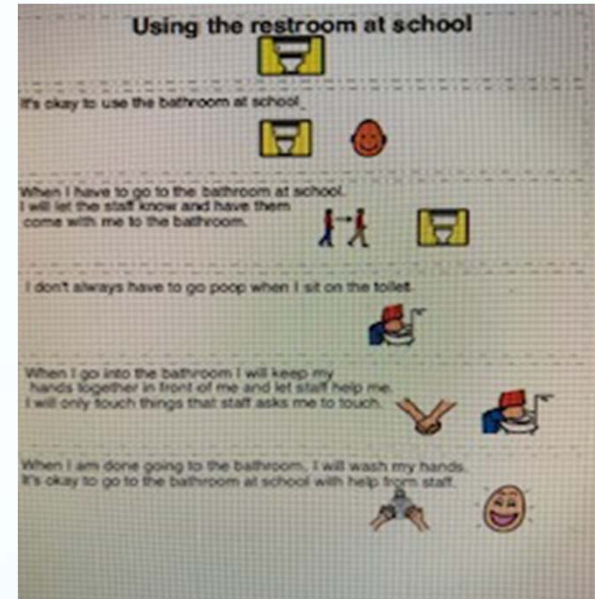 Using the restroom at school
It's okay to use the bathroom at school.
When I have to go to the bathroom at school.
I will let the staff know and have them
come with me to the bathroom.
I don't always have to go poop when I sit on the toilet.
When I go into the bathroom I will keep my
hands together in front of me and let staff help me.
I will only touch things that staff asks me to touch.
When I am done going to the bathroom, I will wash my hands.
It's okay to go to the bathroom at school with help from staff.